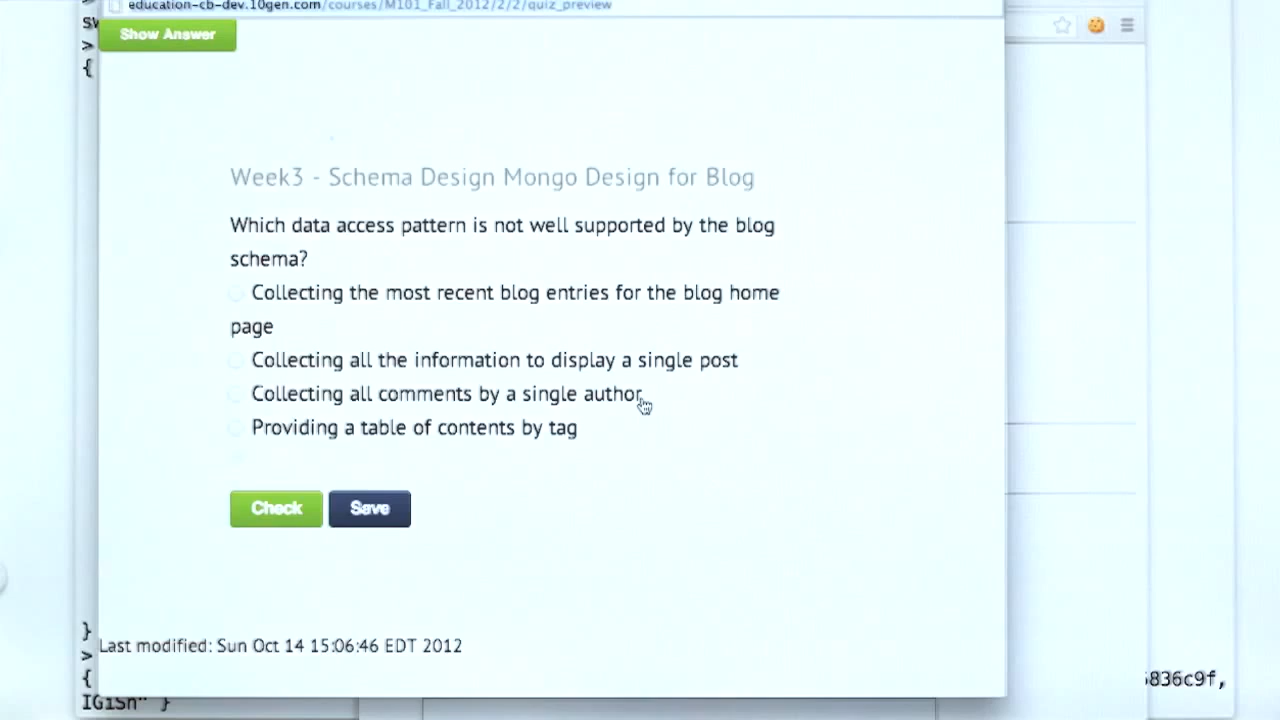 education-cb-dev.10gen.com/courses/M101_Fall_2012/2/2/quiz_preview
>
Show Answer
{
Week3 - Schema Design Mongo Design for Blog
Which data access pattern is not well supported by the blog
schema?
Collecting the most recent blog entries for the blog home
page
Collecting all the information to display a single post
Collecting all comments by a single author
Providing a table of contents by tag
Check Save
}
Last modified: Sun Oct 14 15:06:46 EDT 2012
>
{
836c9f,
IGiSh" }